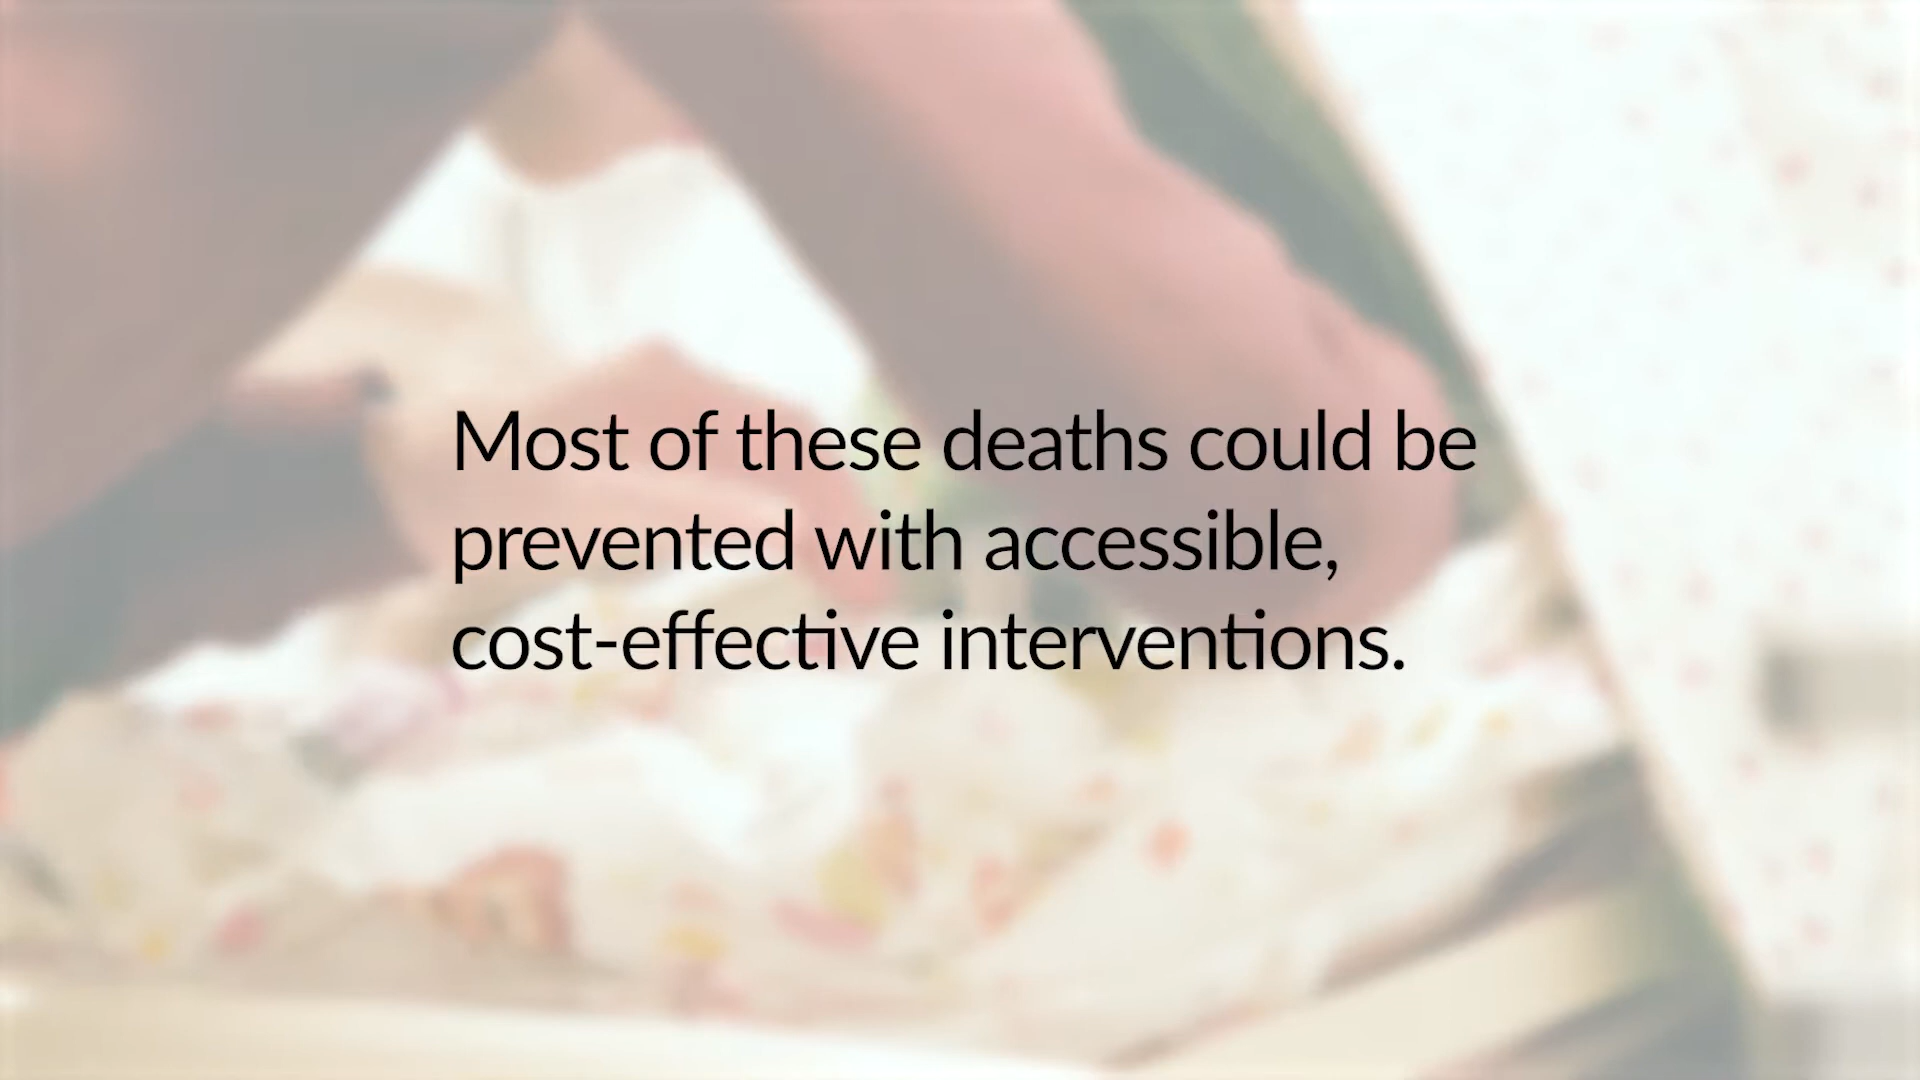 Most of these deaths could be
prevented with accessible,
cost-effective interventions.